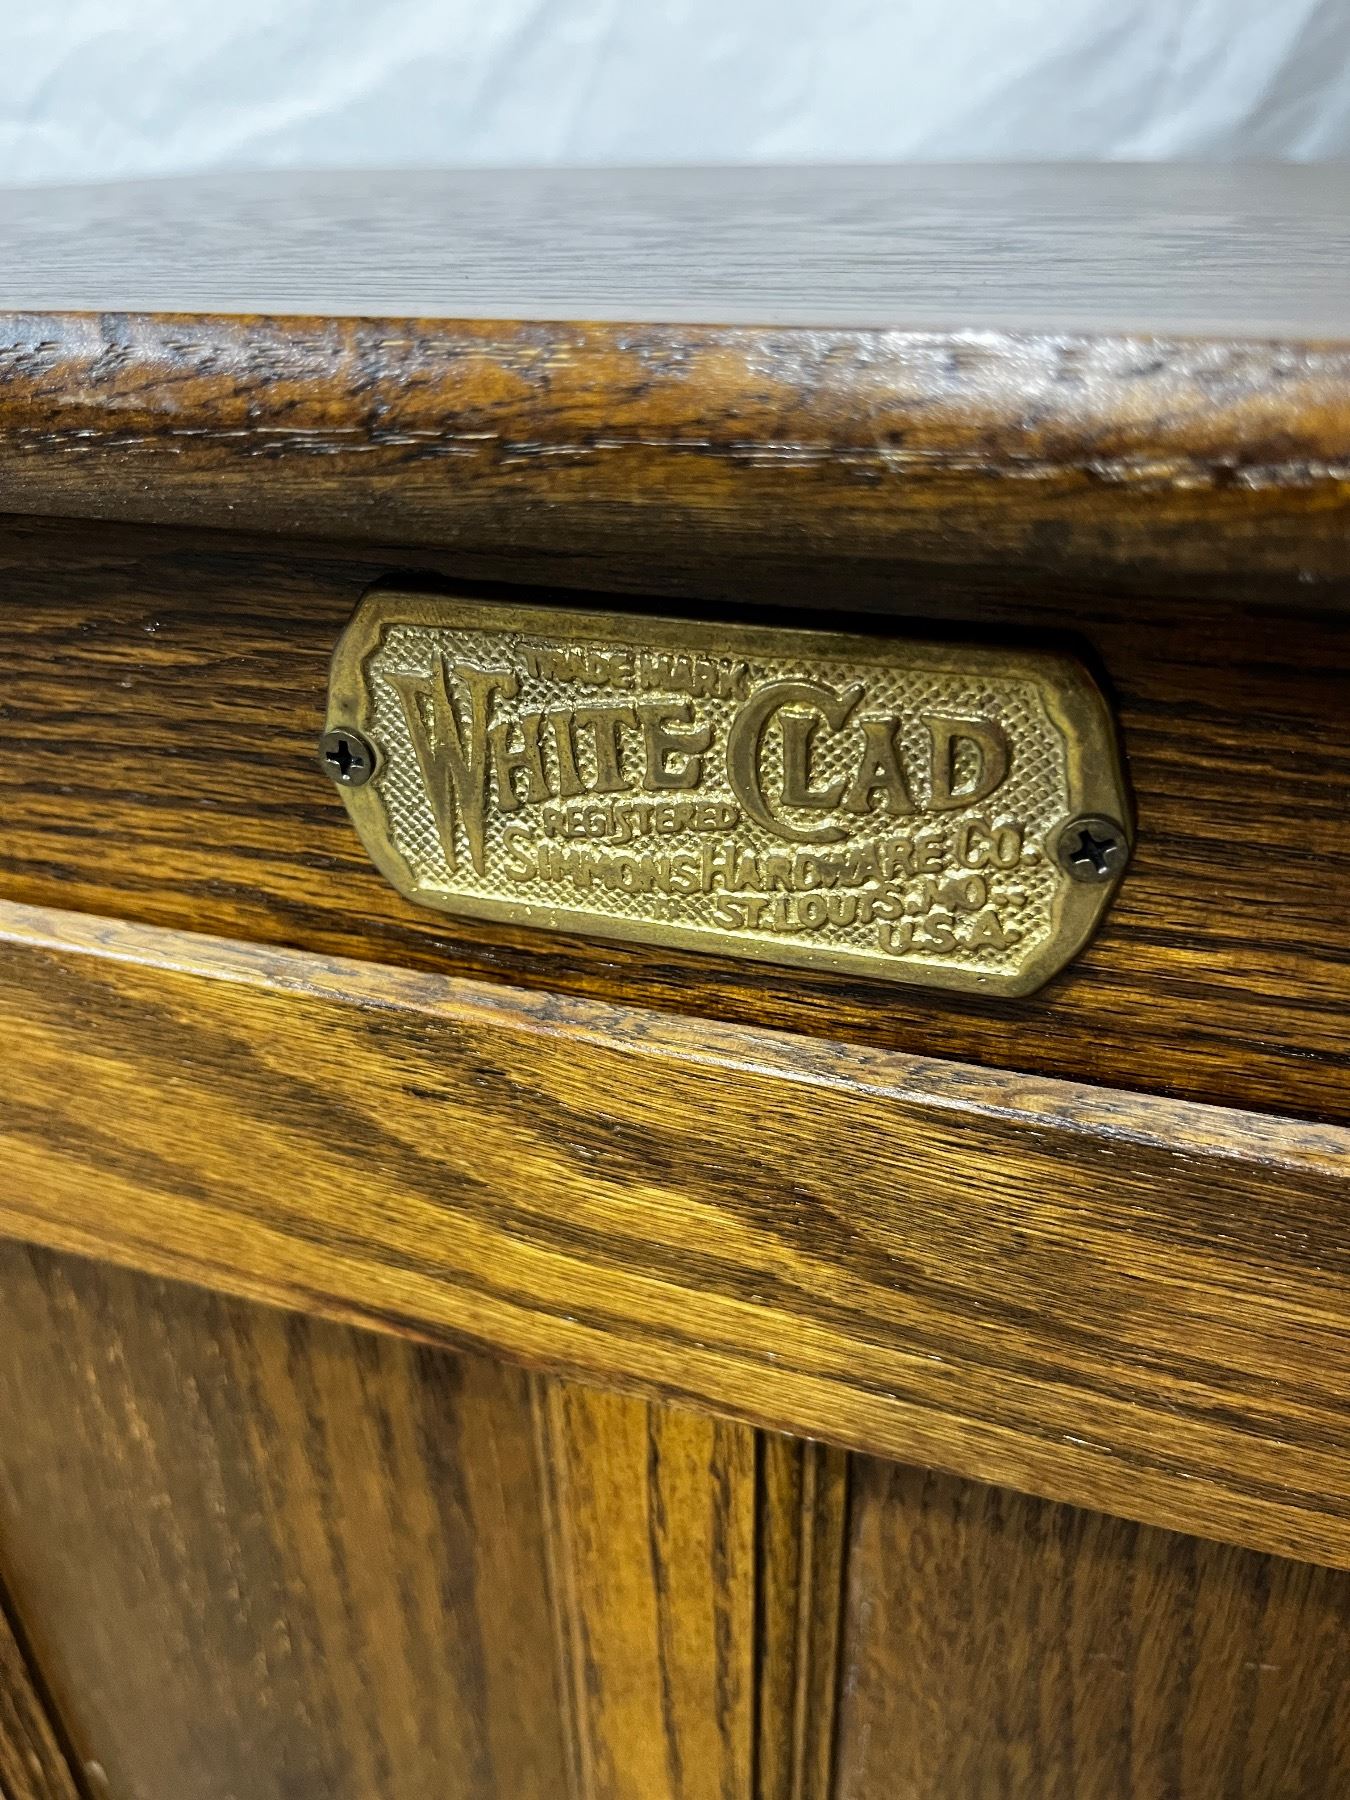 TRADE MARK
WHITE CLAD
REGISTERED
SIMMONS HARDWARE CO.
ST. LOUIS, MO.
U.S.A.